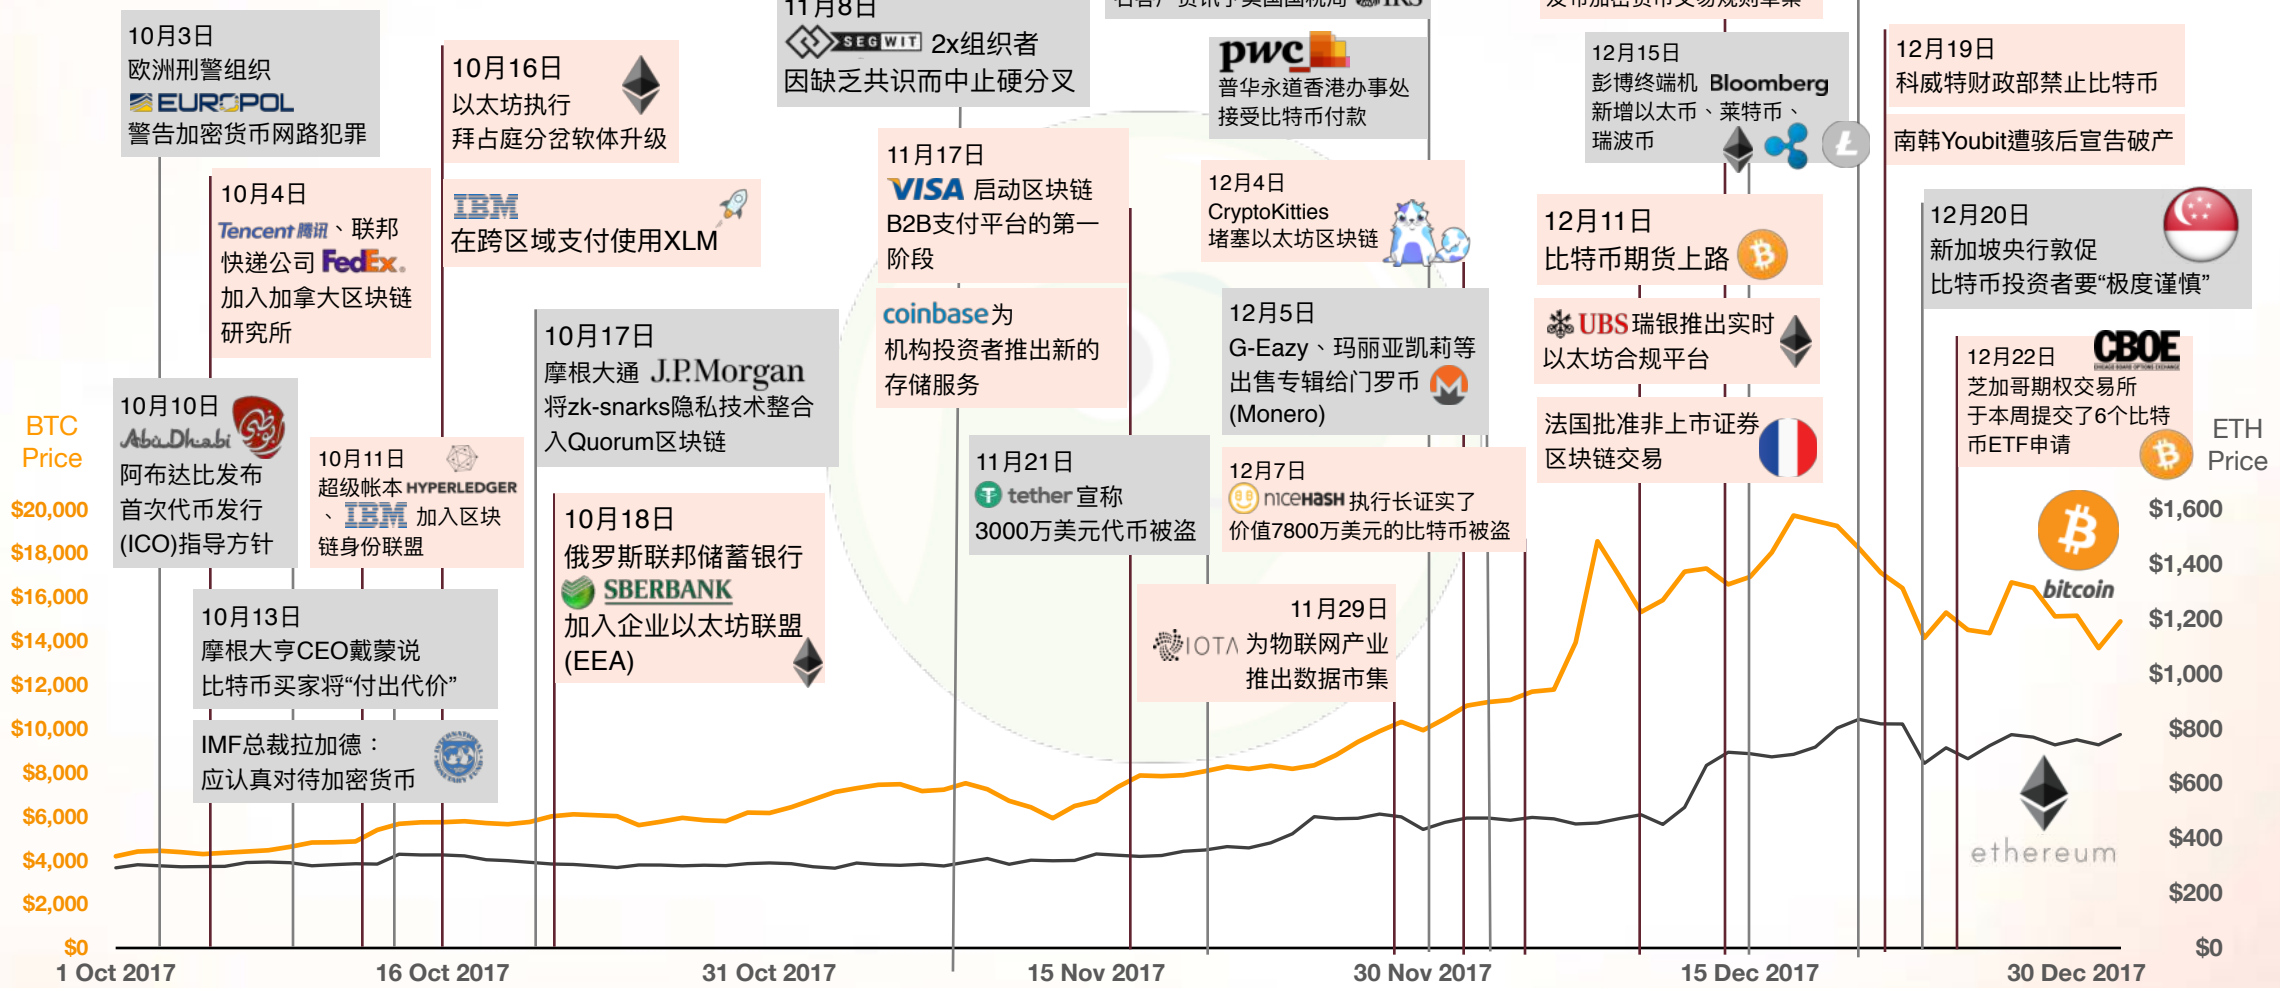 10月3日
欧洲刑警组织
EUROPOL
警告加密货币网路犯罪
10月4日
Tencent 腾讯、联邦
快递公司 FedEx.
加入加拿大区块链
研究所
10月10日
Abu Dhabi
阿布达比发布
首次代币发行
(ICO)指导方针
10月11日
超级帐本 HYPERLEDGER
、 IBM 加入区块
链身份联盟
10月13日
摩根大亨CEO戴蒙说
比特币买家将“付出代价”
IMF总裁拉加德：
应认真对待加密货币
10月16日
以太坊执行
拜占庭分岔软体升级
IBM
在跨区域支付使用XLM
10月17日
摩根大通 J.P.Morgan
将zk-snarks隐私技术整合
入Quorum区块链
10月18日
俄罗斯联邦储蓄银行
SBERBANK
加入企业以太坊联盟
(EEA)
11月8日
SEGWIT 2x组织者
因缺乏共识而中止硬分叉
11月17日
VISA 启动区块链
B2B支付平台的第一
阶段
coinbase 为
机构投资者推出新的
存储服务
11月21日
tether 宣称
3000万美元代币被盗
11月29日
IOTA 为物联网产业
推出数据市集
IRS
pwc
普华永道香港办事处
接受比特币付款
12月4日
CryptoKitties
堵塞以太坊区块链
12月5日
G-Eazy、玛丽亚凯莉等
出售专辑给门罗币
(Monero)
12月7日
nicehash 执行长证实了
价值7800万美元的比特币被盗
12月11日
比特币期货上路
UBS 瑞银推出实时
以太坊合规平台
法国批准非上市证券
区块链交易
12月15日
彭博终端机 Bloomberg
新增以太币、莱特币、
瑞波币
12月19日
科威特财政部禁止比特币
南韩Youbit遭骇后宣告破产
12月20日
新加坡央行敦促
比特币投资者要“极度谨慎”
12月22日
CBOE
CHICAGO BOARD OPTIONS EXCHANGE
芝加哥期权交易所
于本周提交了6个比特
币ETF申请
bitcoin
ethereum
BTC
Price
$20,000
$18,000
$16,000
$14,000
$12,000
$10,000
$8,000
$6,000
$4,000
$2,000
$0
ETH
Price
$1,600
$1,400
$1,200
$1,000
$800
$600
$400
$200
$0
1 Oct 2017
16 Oct 2017
31 Oct 2017
15 Nov 2017
30 Nov 2017
15 Dec 2017
30 Dec 2017